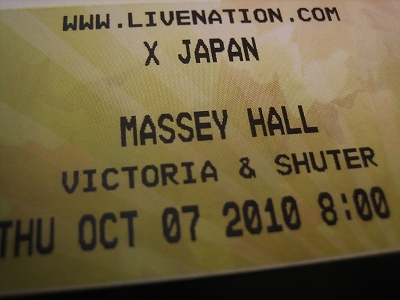 WWW.LIVENATION.COM
X JAPAN
MASSEY HALL
VICTORIA & SHUTER
THU OCT 07 2010 8:00